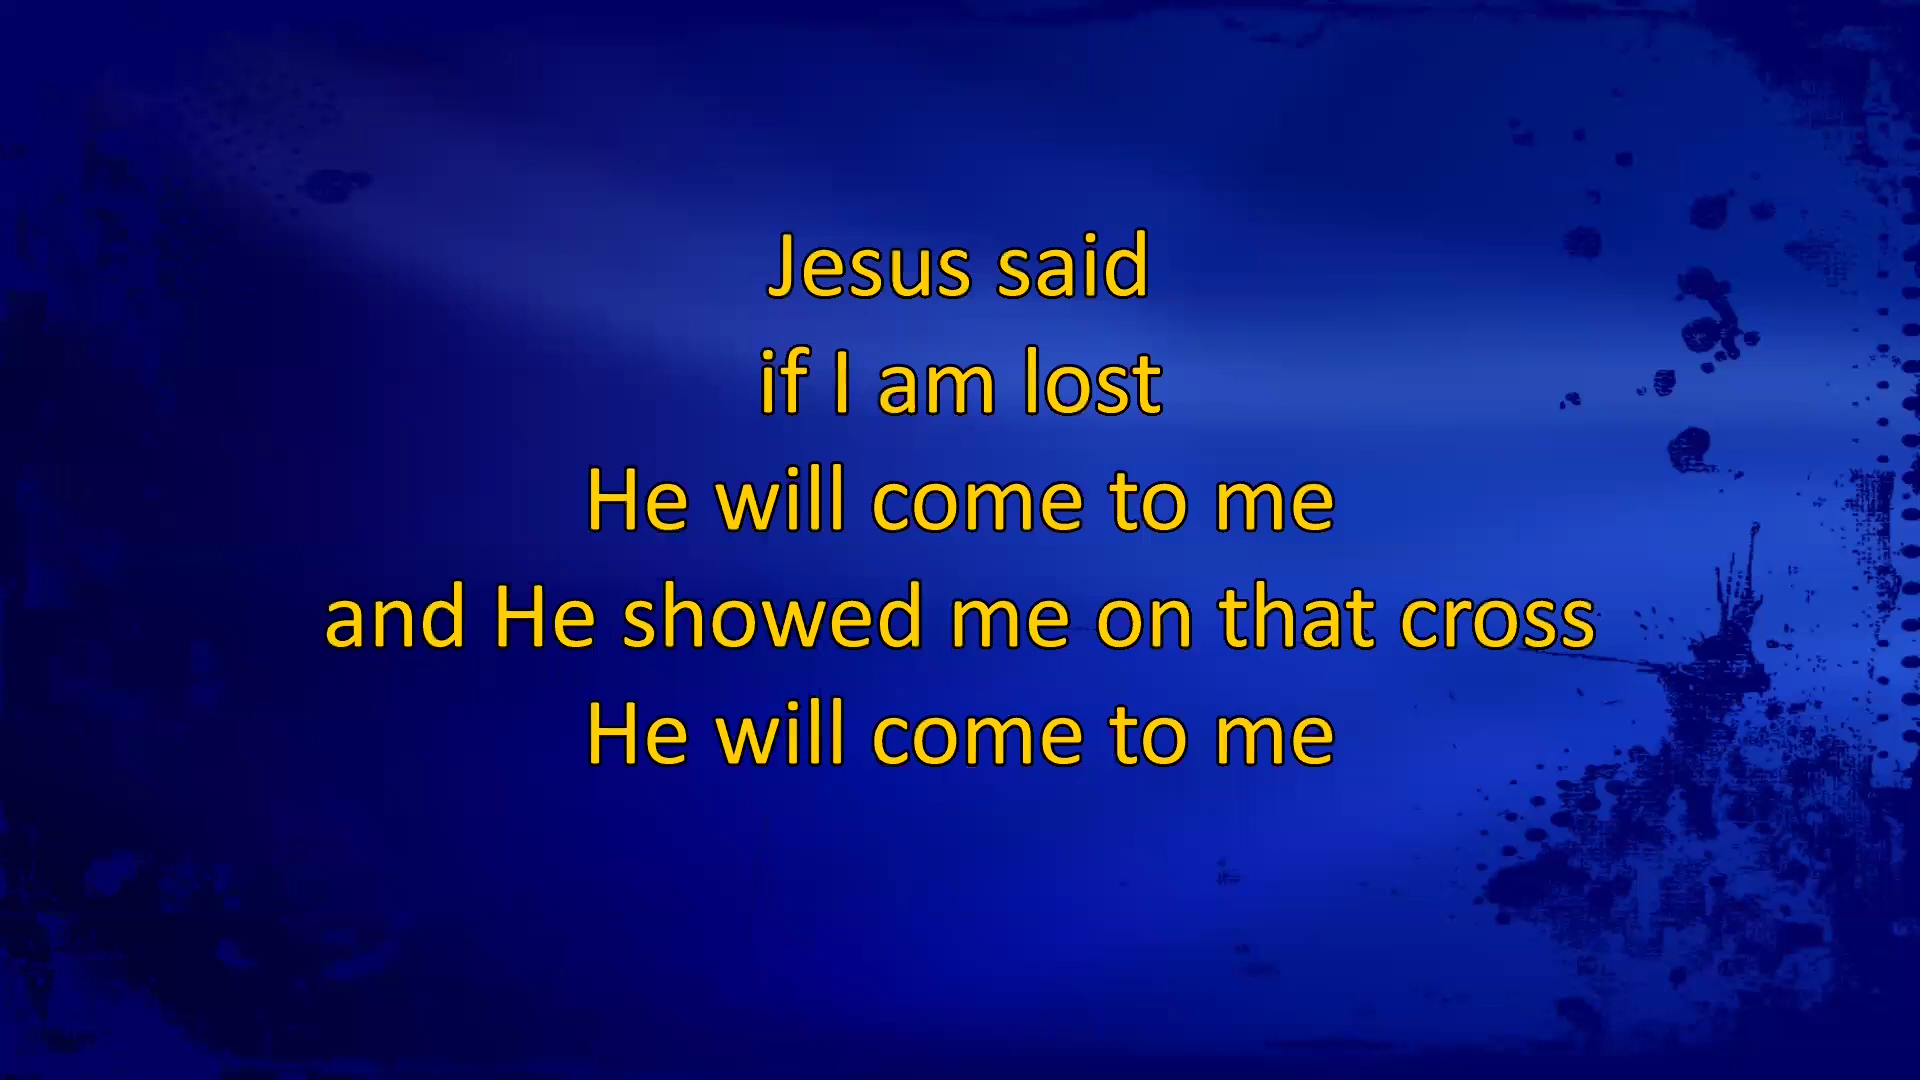 Jesus said
if I am lost
He will come to me
and He showed me on that cross
He will come to me